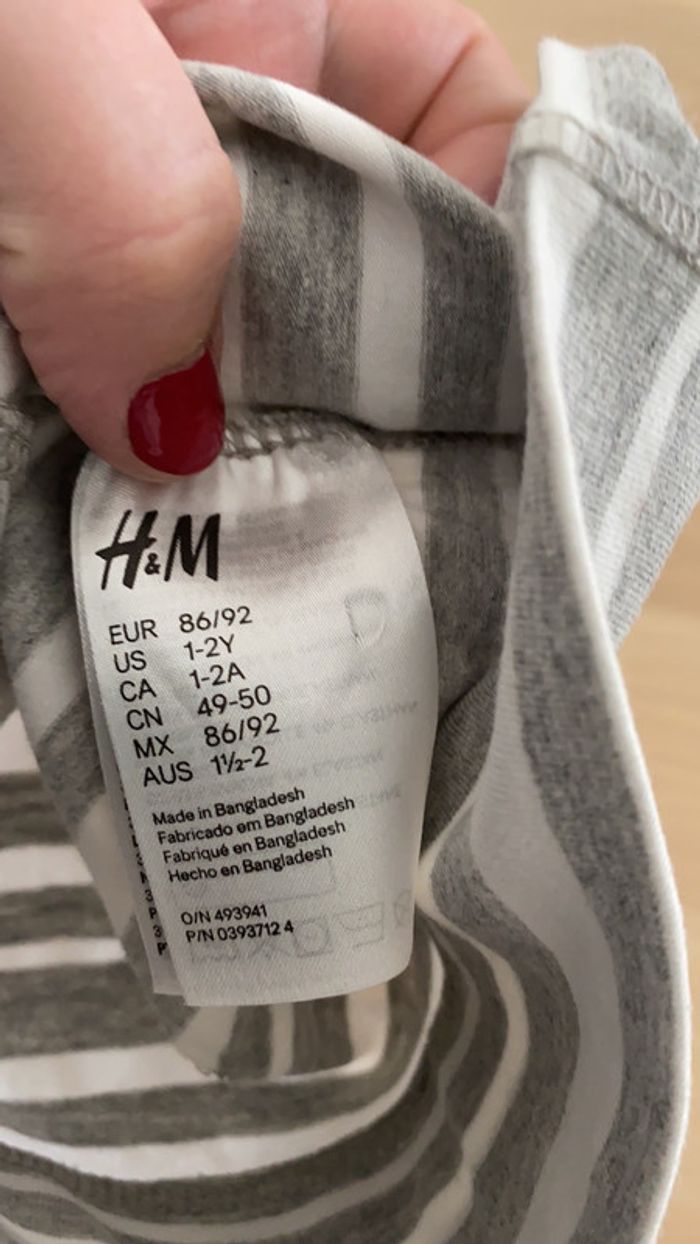 H&M
EUR 86/92
US 1-2Y
CA 1-2A
CN 49-50
MX 86/92
AUS 1½-2
Made in Bangladesh
Fabricado em Bangladesh
Fabriqué en Bangladesh
Hecho en Bangladesh
O/N 493941
P/N 0393712 4